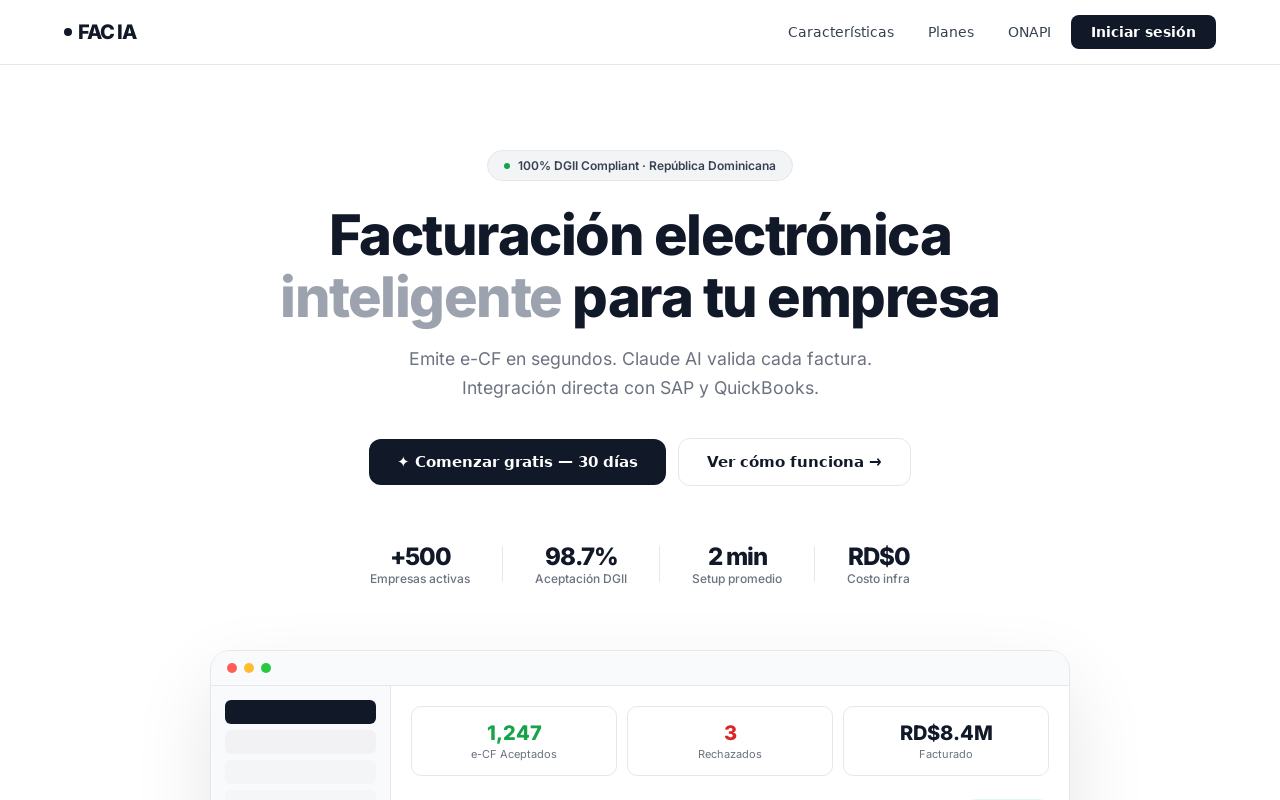 FACIA
Características
Planes
ONAPI
Iniciar sesión
100% DGII Compliant · República Dominicana
Facturación electrónica
inteligente para tu empresa
Emite e-CF en segundos. Claude AI valida cada factura.
Integración directa con SAP y QuickBooks.
✦ Comenzar gratis — 30 días
Ver cómo funciona →
+500
Empresas activas
98.7%
Aceptación DGII
2 min
Setup promedio
RD$0
Costo infra
1,247
e-CF Aceptados
3
Rechazados
RD$8.4M
Facturado